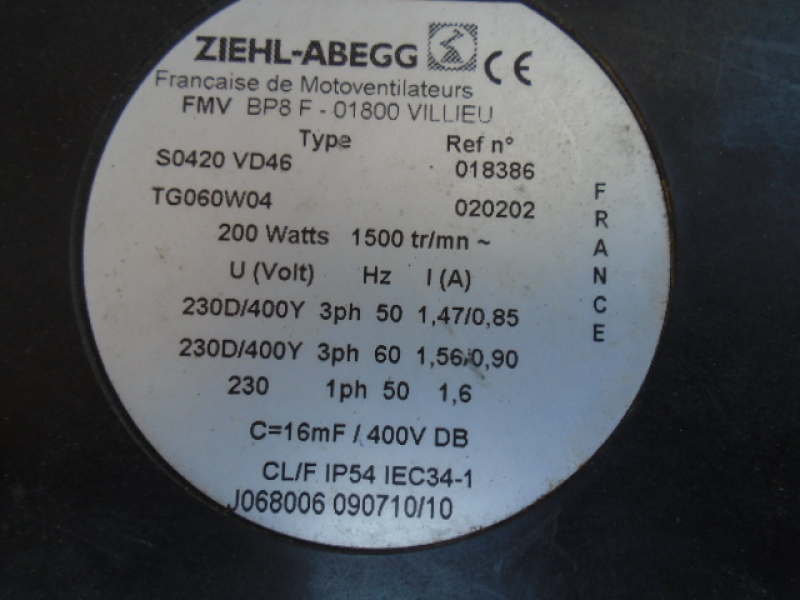 ZIEHL-ABEGG CE
Française de Motoventilateurs
FMV BP8 F - 01800 VILLIEU
Type Ref n°
S0420 VD46 018386
TG060W04 020202
200 Watts 1500 tr/mn ~
U (Volt) Hz I (A)
230D/400Y 3ph 50 1,47/0,85
230D/400Y 3ph 60 1,56/0,90
230 1ph 50 1,6
C=16mF / 400V DB
CL/F IP54 IEC34-1
J068006 090710/10
FRANCE